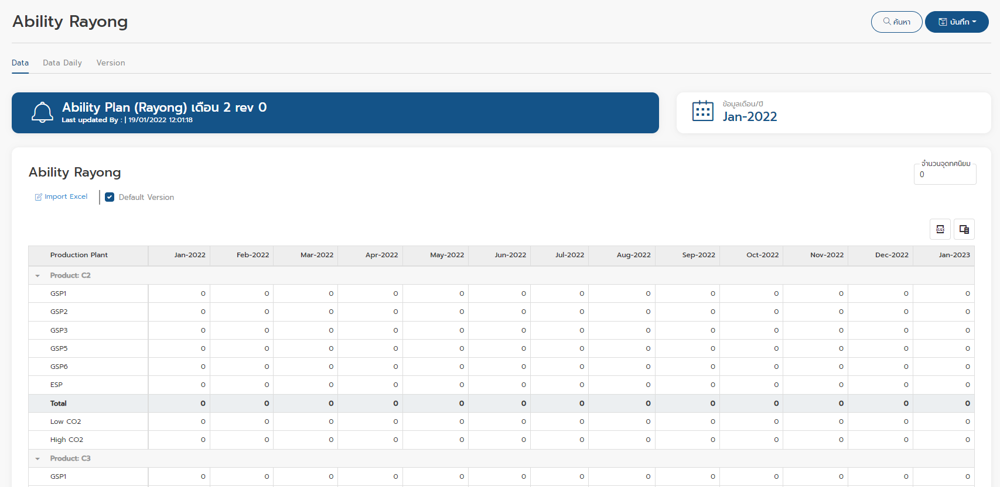 Ability Rayong
ค้นหา
บันทึก
Data Data Daily Version
Ability Plan (Rayong) เดือน 2 rev 0
Last updated By : | 19/01/2022 12:01:18
ข้อมูลเดือน/ปี
Jan-2022
Ability Rayong
จำนวนจุดทศนิยม
0
Import Excel
Default Version
xlsx
Production Plant Jan-2022 Feb-2022 Mar-2022 Apr-2022 May-2022 Jun-2022 Jul-2022 Aug-2022 Sep-2022 Oct-2022 Nov-2022 Dec-2022 Jan-2023
Product: C2
GSP1 0 0 0 0 0 0 0 0 0 0 0 0 0
GSP2 0 0 0 0 0 0 0 0 0 0 0 0 0
GSP3 0 0 0 0 0 0 0 0 0 0 0 0 0
GSP5 0 0 0 0 0 0 0 0 0 0 0 0 0
GSP6 0 0 0 0 0 0 0 0 0 0 0 0 0
ESP 0 0 0 0 0 0 0 0 0 0 0 0 0
Total 0 0 0 0 0 0 0 0 0 0 0 0 0
Low CO2 0 0 0 0 0 0 0 0 0 0 0 0 0
High CO2 0 0 0 0 0 0 0 0 0 0 0 0 0
Product: C3
GSP1 0 0 0 0 0 0 0 0 0 0 0 0 0